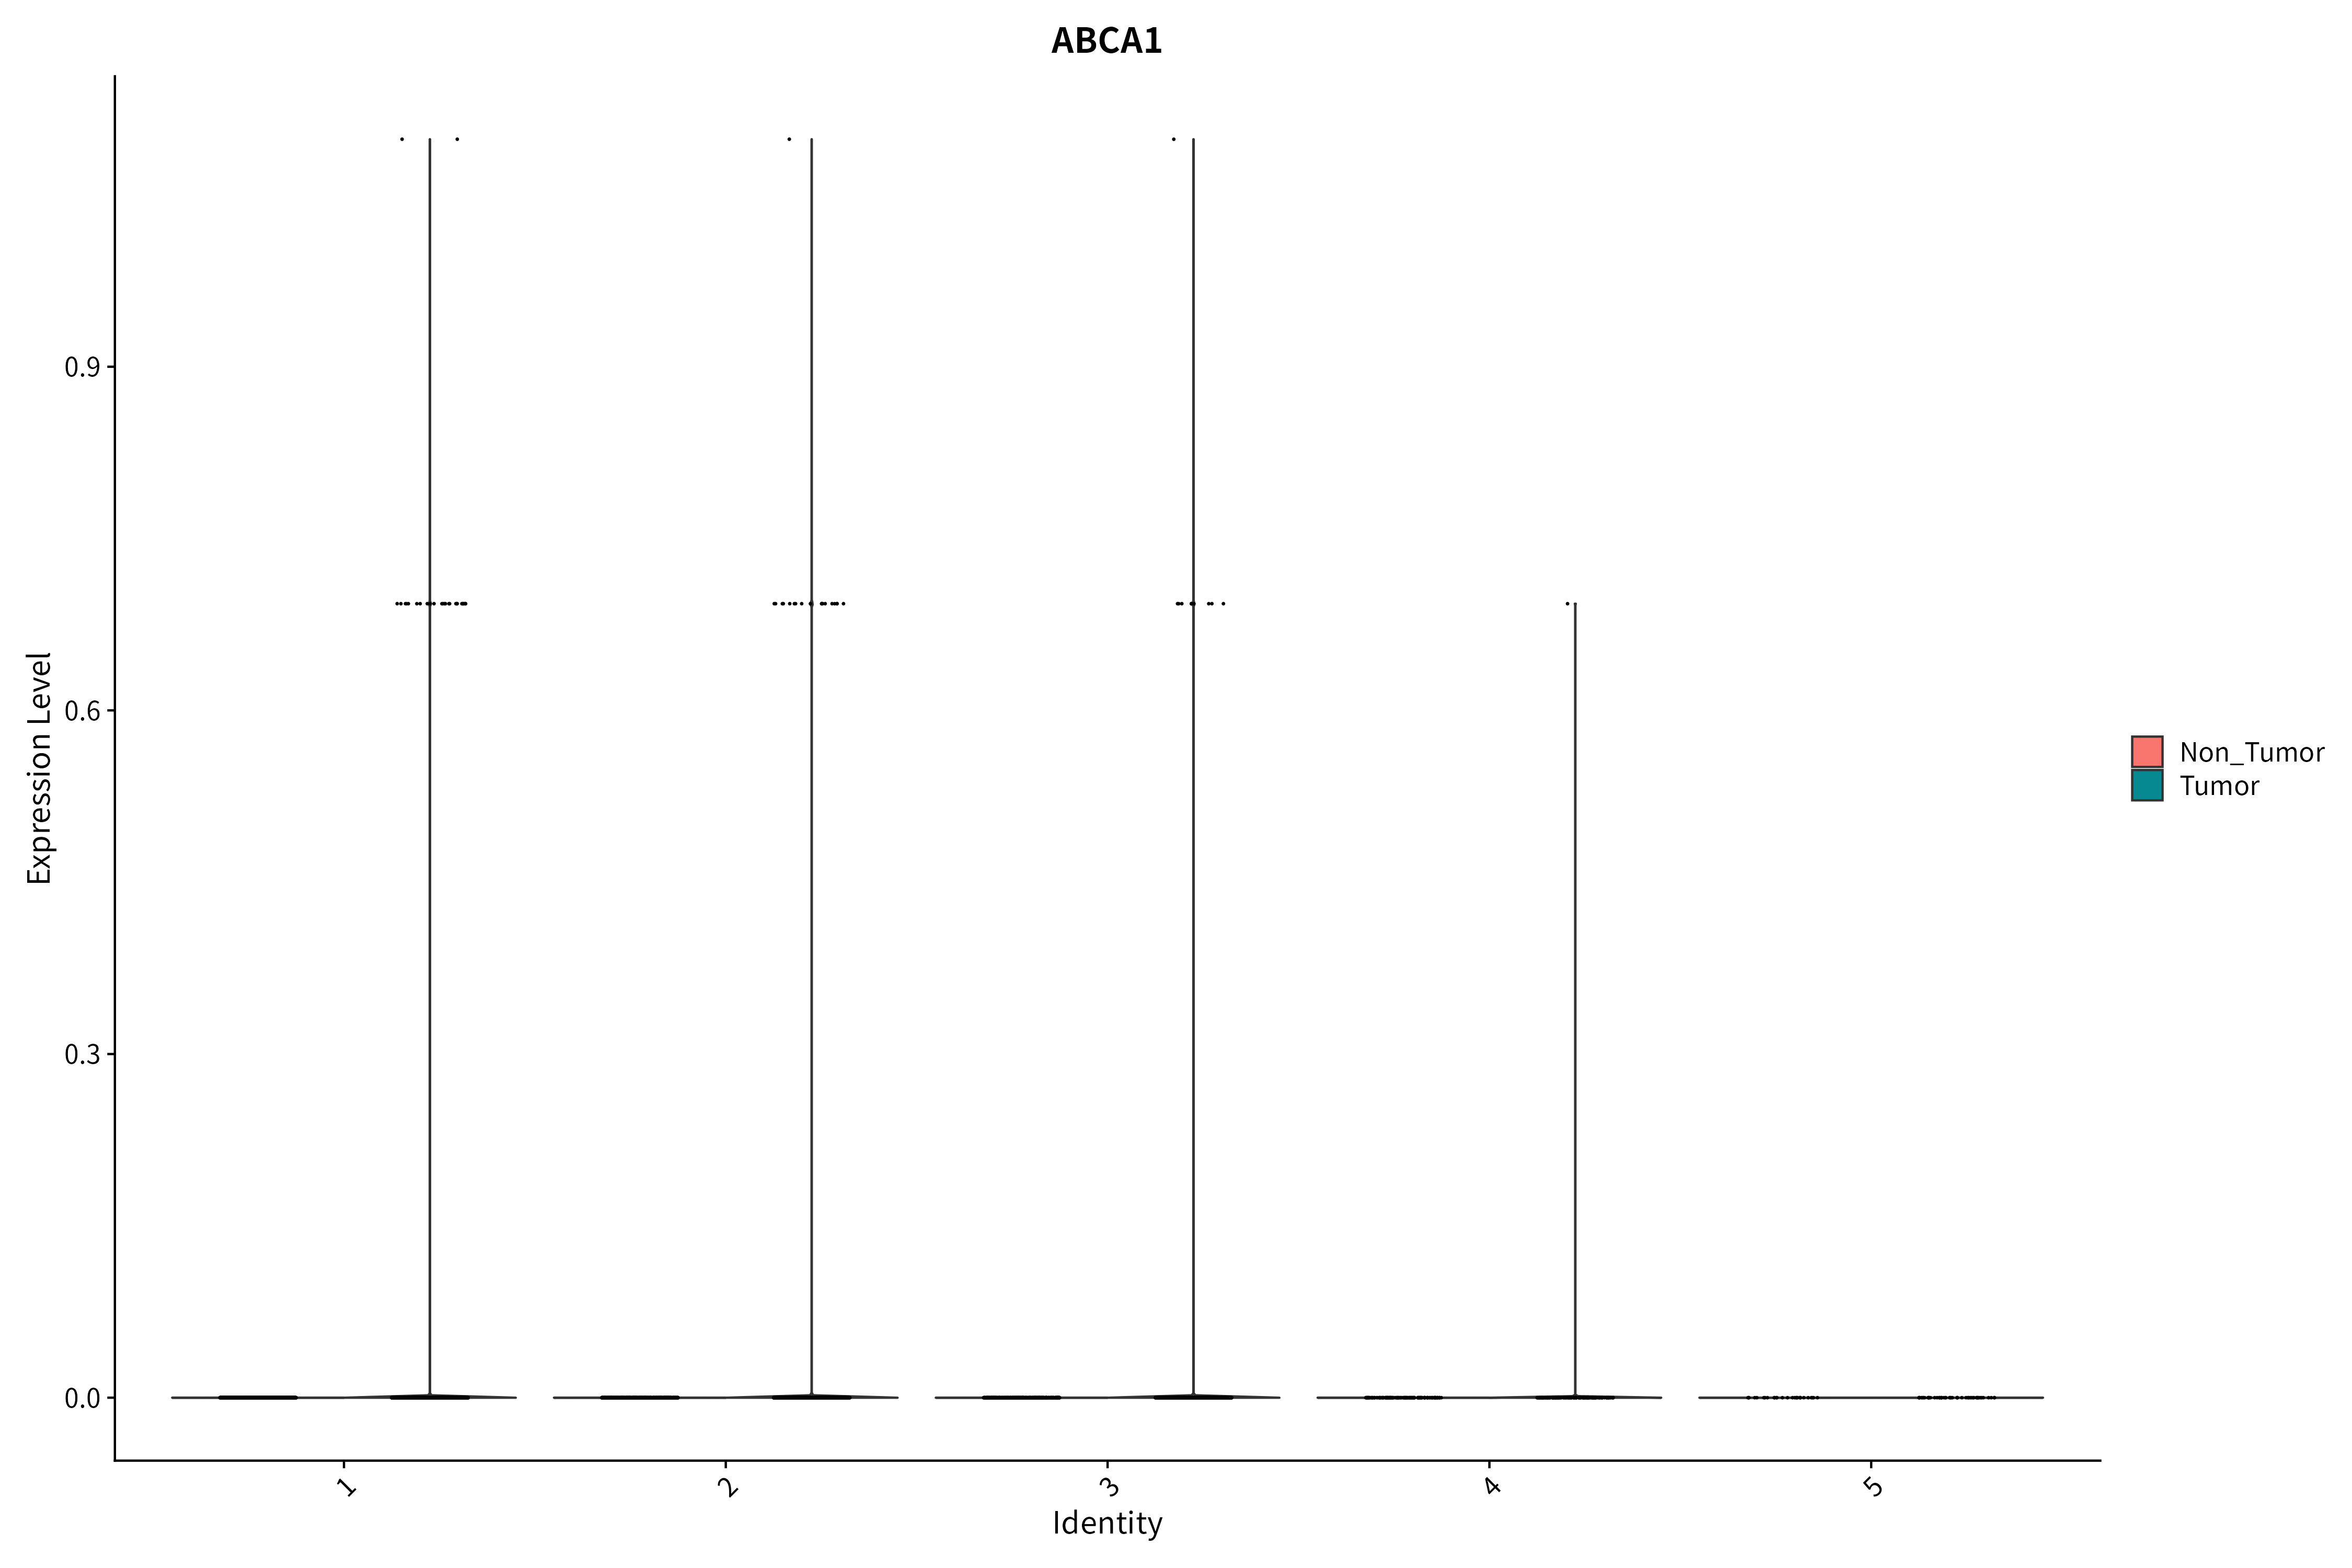 ABCA1
Expression Level
0.9
0.6
0.3
0.0
1
2
3
4
5
Identity
Non_Tumor
Tumor